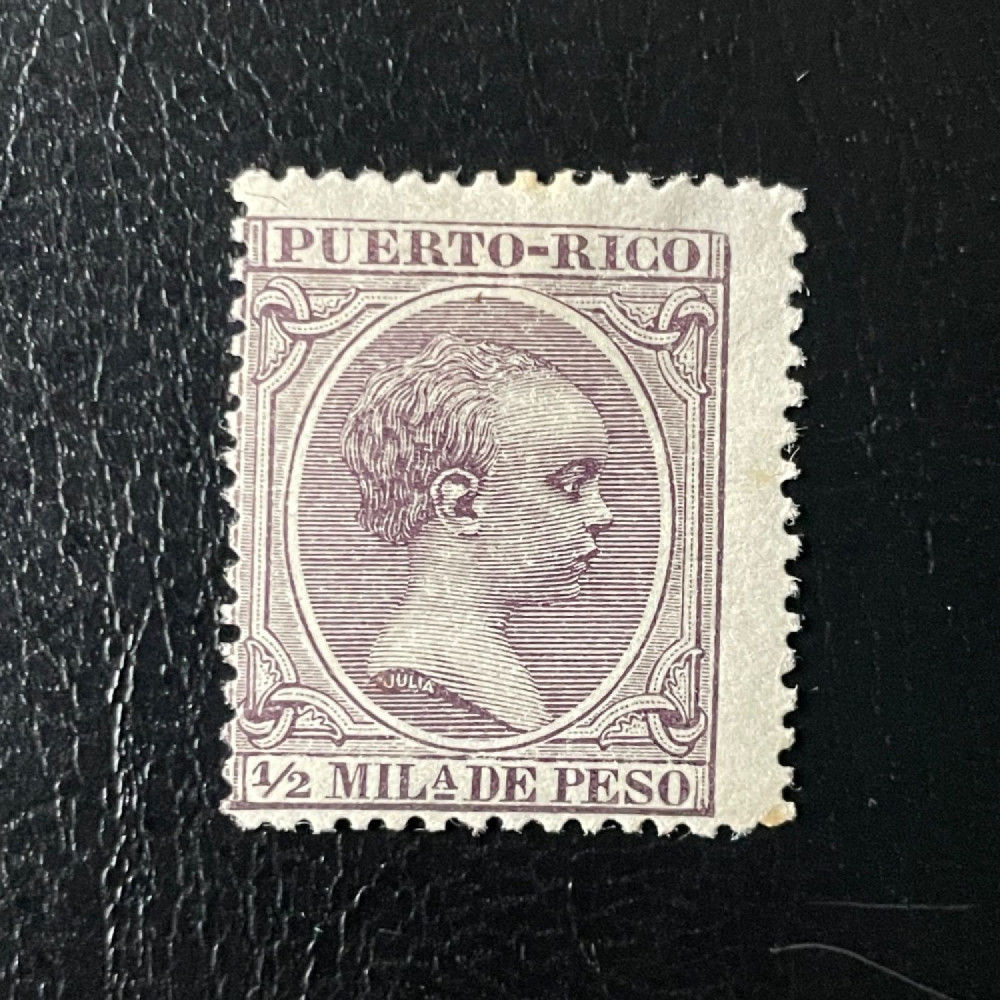 PUERTO-RICO
JULIA
½ MILª DE PESO